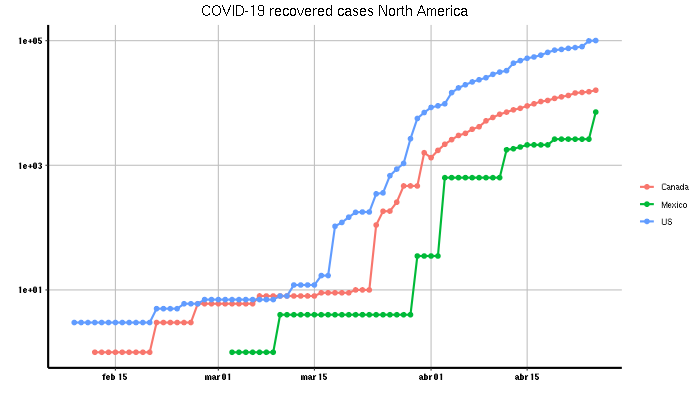 COVID-19 recovered cases North America
1e+05
1e+03
1e+01
feb 15
mar 01
mar 15
abr 01
abr 15
Canada
Mexico
US